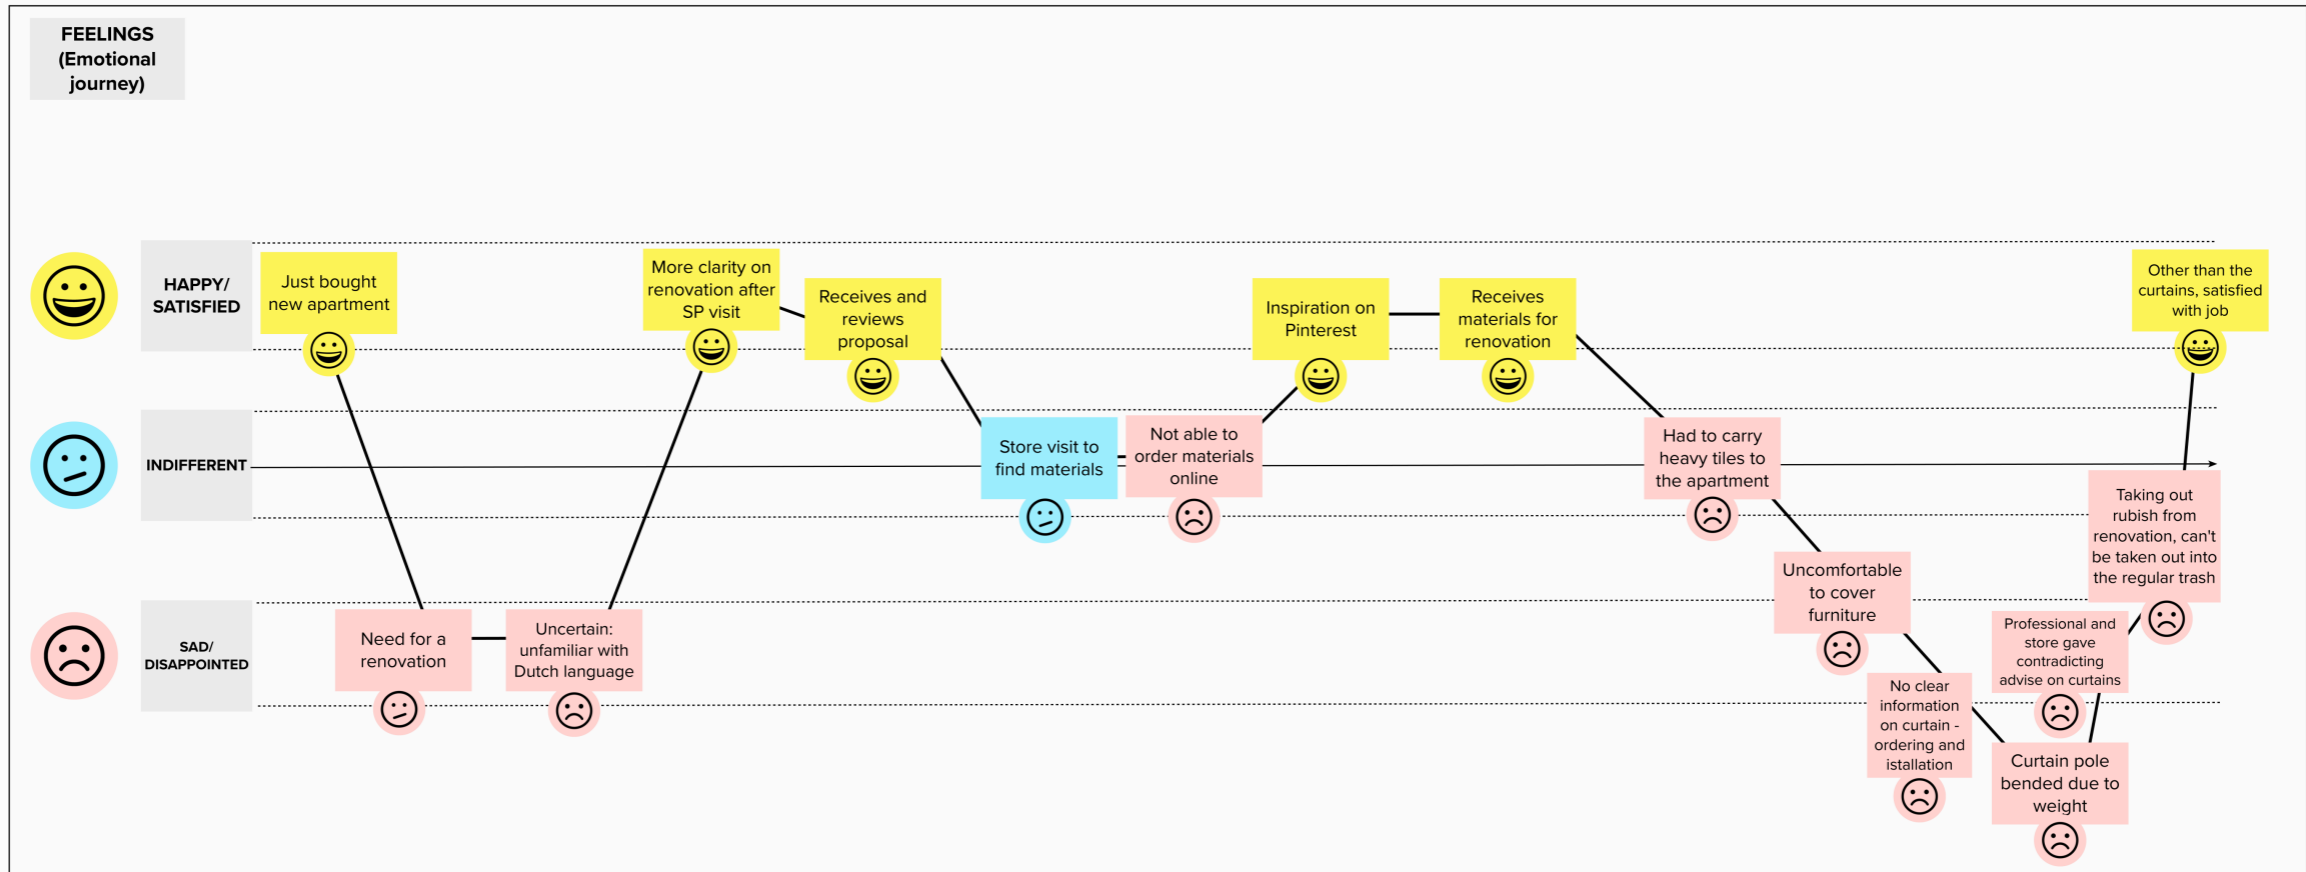 FEELINGS
(Emotional
journey)
HAPPY/
SATISFIED
Just bought
new apartment
More clarity on
renovation after
SP visit
Receives and
reviews
proposal
Inspiration on
Pinterest
Receives
materials for
renovation
Other than the
curtains, satisfied
with job
INDIFFERENT
Store visit to
find materials
Not able to
order materials
online
Had to carry
heavy tiles to
the apartment
Taking out
rubish from
renovation, can't
be taken out into
the regular trash
SAD/
DISAPPOINTED
Need for a
renovation
Uncertain:
unfamiliar with
Dutch language
Uncomfortable
to cover
furniture
No clear
information
on curtain -
ordering and
istallation
Professional and
store gave
contradicting
advise on curtains
Curtain pole
bended due to
weight